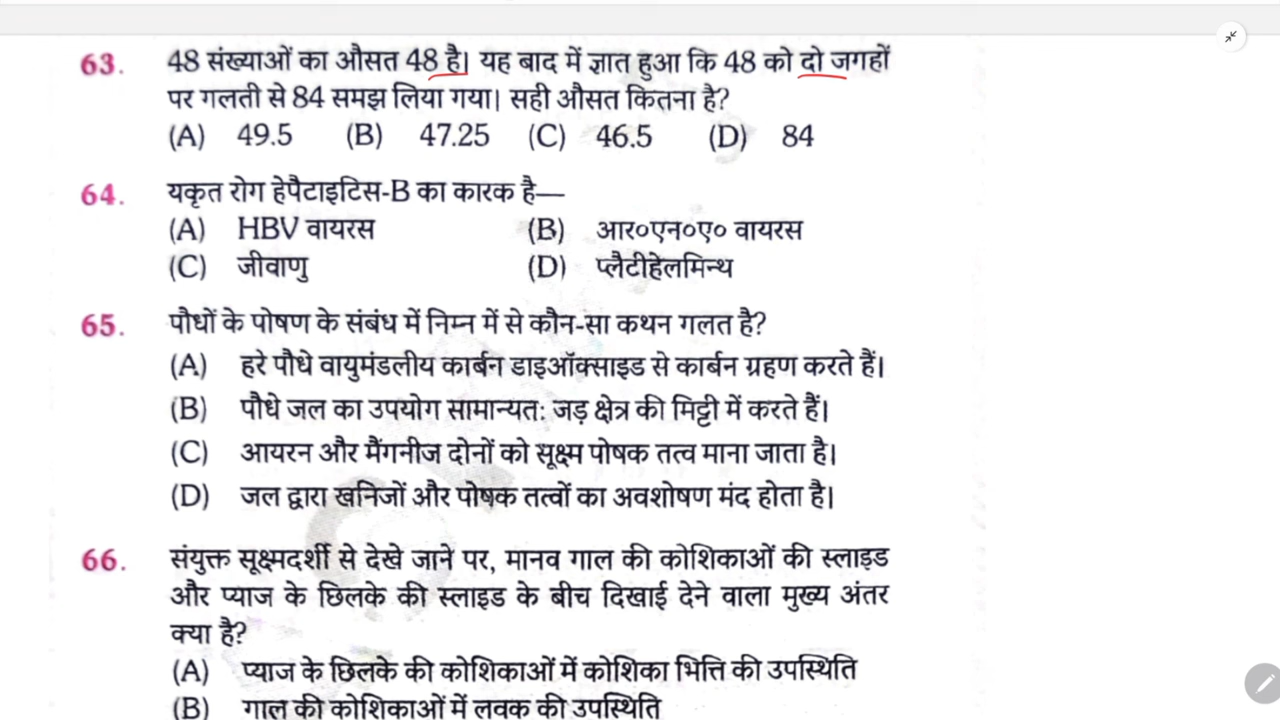 63. 48 संख्याओं का औसत 48 है। यह बाद में ज्ञात हुआ कि 48 को दो जगहों
पर गलती से 84 समझ लिया गया। सही औसत कितना है?
(A) 49.5 (B) 47.25 (C) 46.5 (D) 84
64. यकृत रोग हेपैटाइटिस-B का कारक है—
(A) HBV वायरस (B) आर०एन०ए० वायरस
(C) जीवाणु (D) प्लैटीहेलमिन्थ
65. पौधों के पोषण के संबंध में निम्न में से कौन-सा कथन गलत है?
(A) हरे पौधे वायुमंडलीय कार्बन डाइऑक्साइड से कार्बन ग्रहण करते हैं।
(B) पौधे जल का उपयोग सामान्यतः जड़ क्षेत्र की मिट्टी में करते हैं।
(C) आयरन और मैंगनीज दोनों को सूक्ष्म पोषक तत्व माना जाता है।
(D) जल द्वारा खनिजों और पोषक तत्वों का अवशोषण मंद होता है।
66. संयुक्त सूक्ष्मदर्शी से देखे जाने पर, मानव गाल की कोशिकाओं की स्लाइड
और प्याज के छिलके की स्लाइड के बीच दिखाई देने वाला मुख्य अंतर
क्या है?
(A) प्याज के छिलके की कोशिकाओं में कोशिका भित्ति की उपस्थिति
(B) गाल की कोशिकाओं में लवक की उपस्थिति